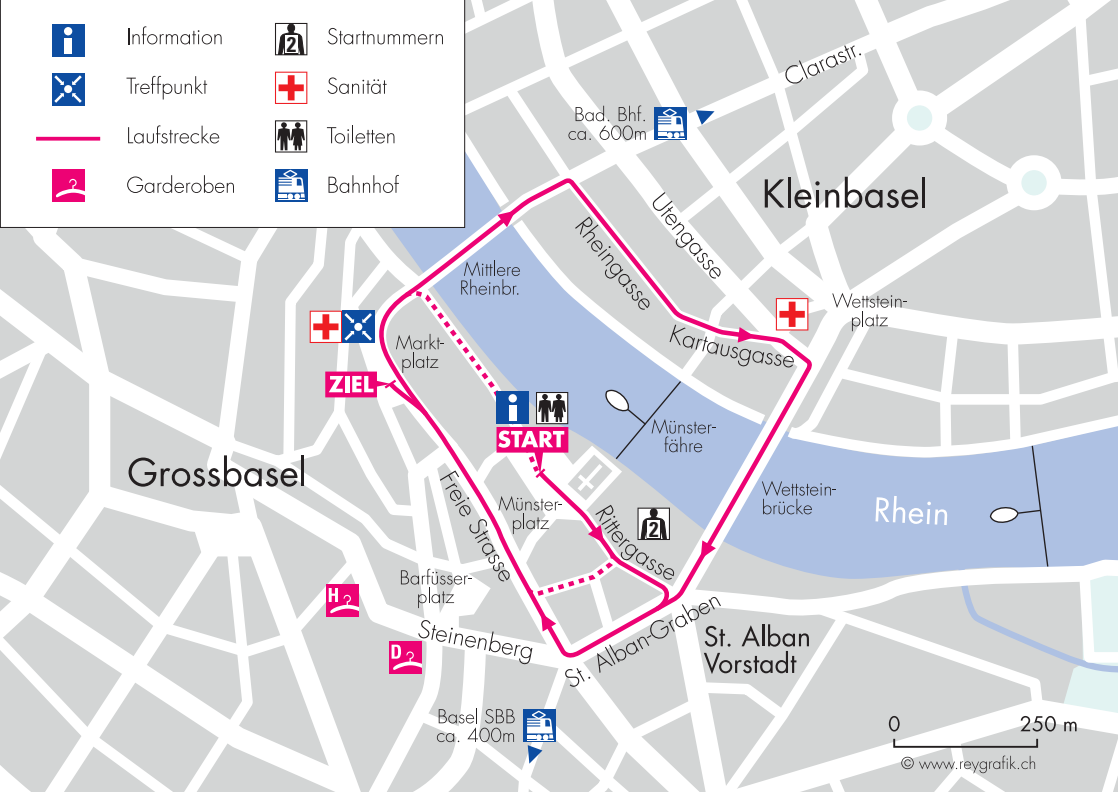 Information
Startnummern
2
Treffpunkt
Sanität
Laufstrecke
Toiletten
Garderoben
Bahnhof
Clarastr.
Bad. Bhf.
ca. 600m
Kleinbasel
Utengasse
Rheingasse
Mittlere
Rheinbr.
Wettstein-
platz
Kartausgasse
Markt-
platz
ZIEL
START
Münster-
fähre
Grossbasel
Freie Strasse
Münster-
platz
Rittergasse
2
Wettstein-
brücke
Rhein
Barfüsser-
platz
H
D
Steinenberg
St. Alban-Graben
St. Alban
Vorstadt
Basel SBB
ca. 400m
0 250 m
© www.reygrafik.ch